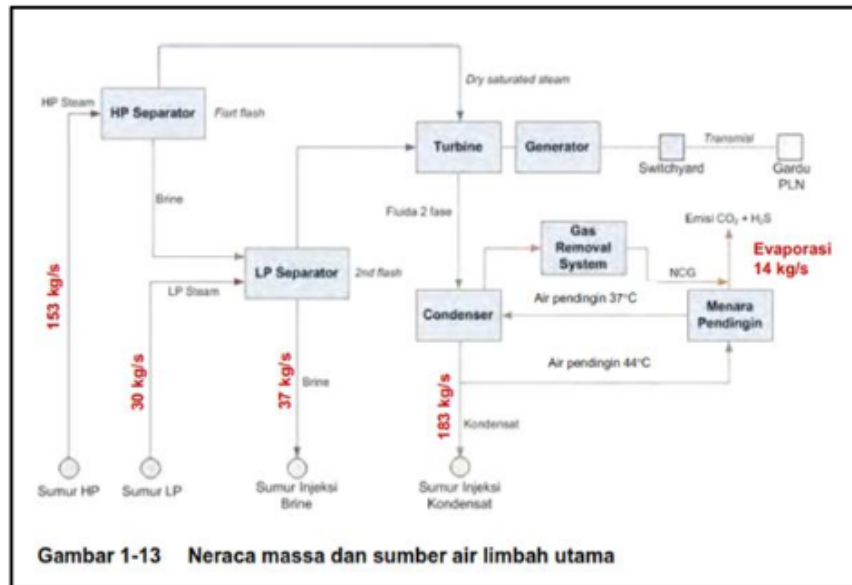 Dry saturated steam
HP Steam
HP Separator
Fisrt flash
Turbine
Generator
Transmisi
Switchyard
Gardu
PLN
Brine
Fluida 2 fase
Emisi CO₂ + H₂S
Gas
Removal
System
Evaporasi
14 kg/s
LP Separator
2nd flash
NCG
153 kg/s
LP Steam
Condenser
Air pendingin 37°C
Menara
Pendingin
30 kg/s
37 kg/s
Brine
183 kg/s
Air pendingin 44°C
Kondensat
Sumur HP
Sumur LP
Sumur Injeksi
Brine
Sumur Injeksi
Kondensat
Gambar 1-13 Neraca massa dan sumber air limbah utama